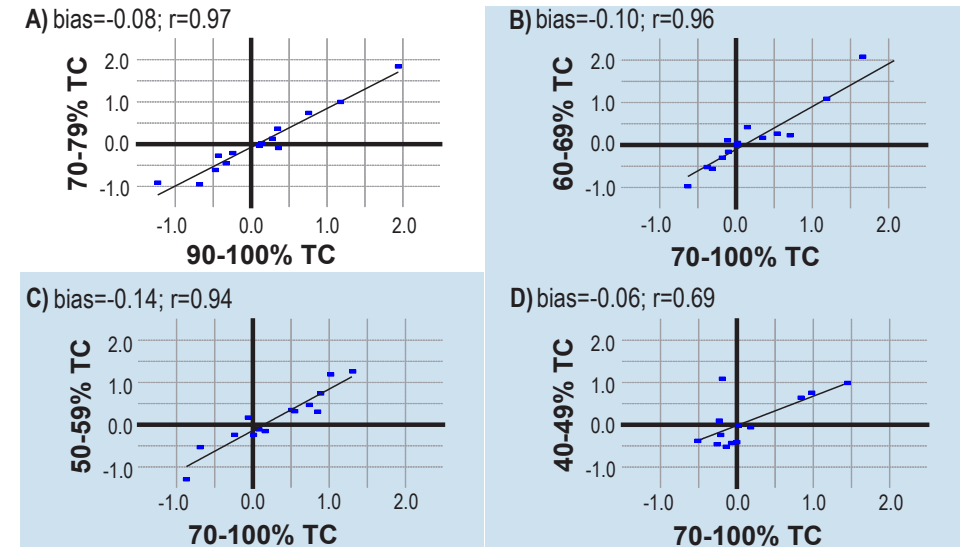 A) bias=-0.08; r=0.97
70-79% TC
2.0
1.0
0.0
-1.0
-1.0 0.0 1.0 2.0
90-100% TC
B) bias=-0.10; r=0.96
60-69% TC
2.0
1.0
0.0
-1.0
-1.0 0.0 1.0 2.0
70-100% TC
C) bias=-0.14; r=0.94
50-59% TC
2.0
1.0
0.0
-1.0
-1.0 0.0 1.0 2.0
70-100% TC
D) bias=-0.06; r=0.69
40-49% TC
2.0
1.0
0.0
-1.0
-1.0 0.0 1.0 2.0
70-100% TC